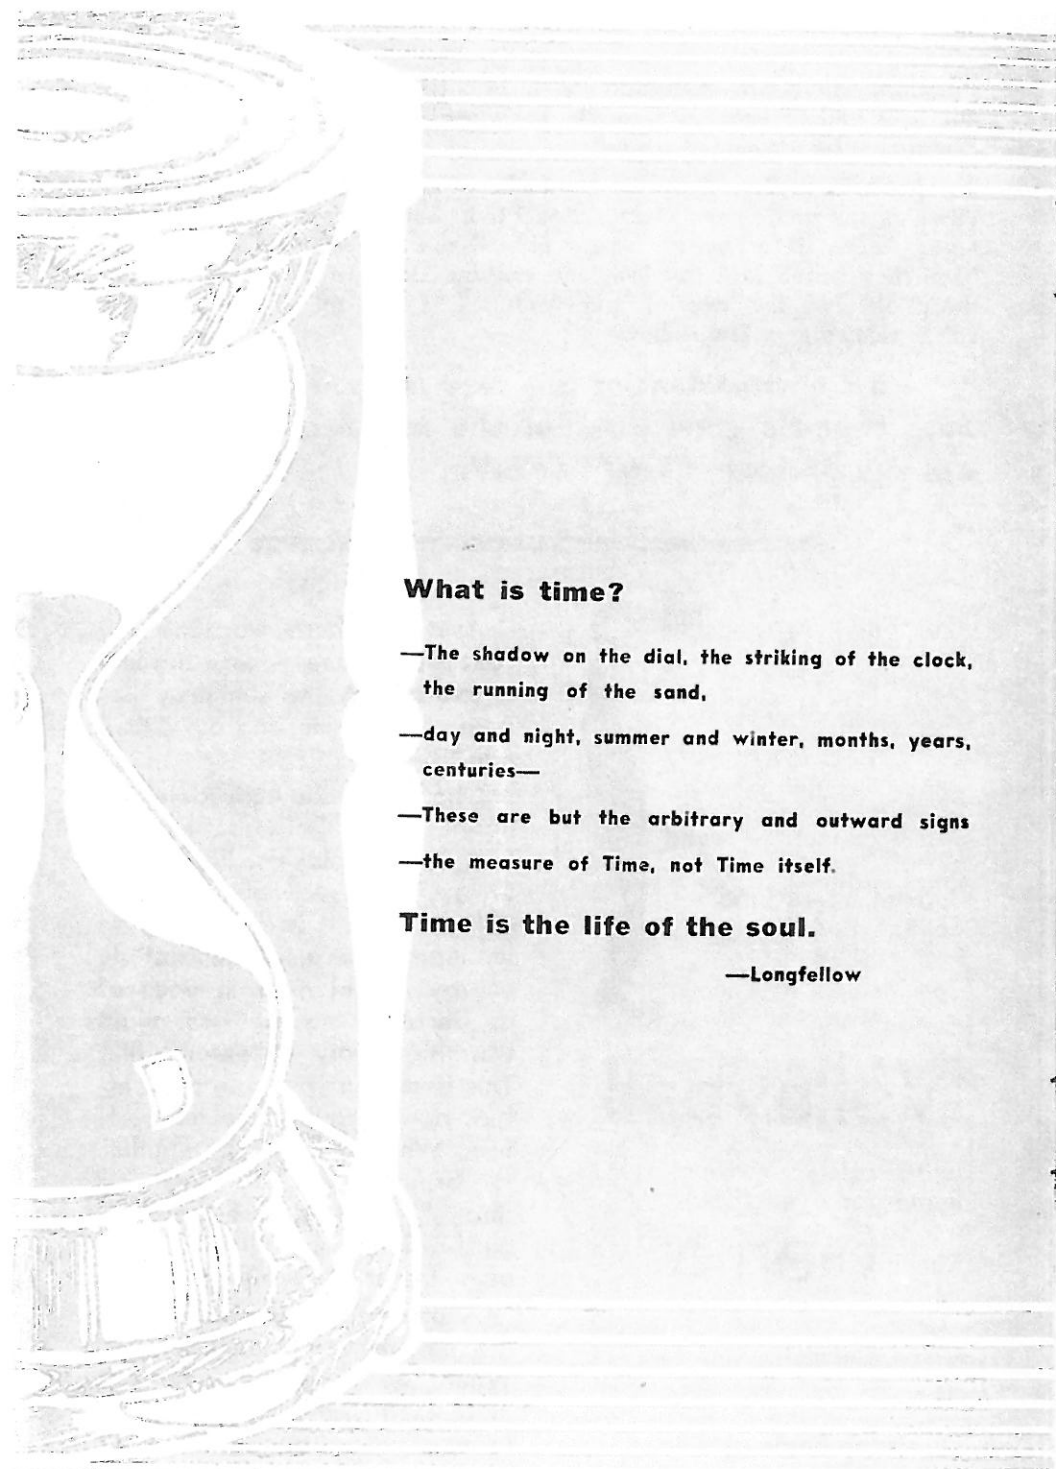 What is time?
—The shadow on the dial, the striking of the clock,
the running of the sand,
—day and night, summer and winter, months, years,
centuries—
—These are but the arbitrary and outward signs
—the measure of Time, not Time itself.
Time is the life of the soul.
—Longfellow